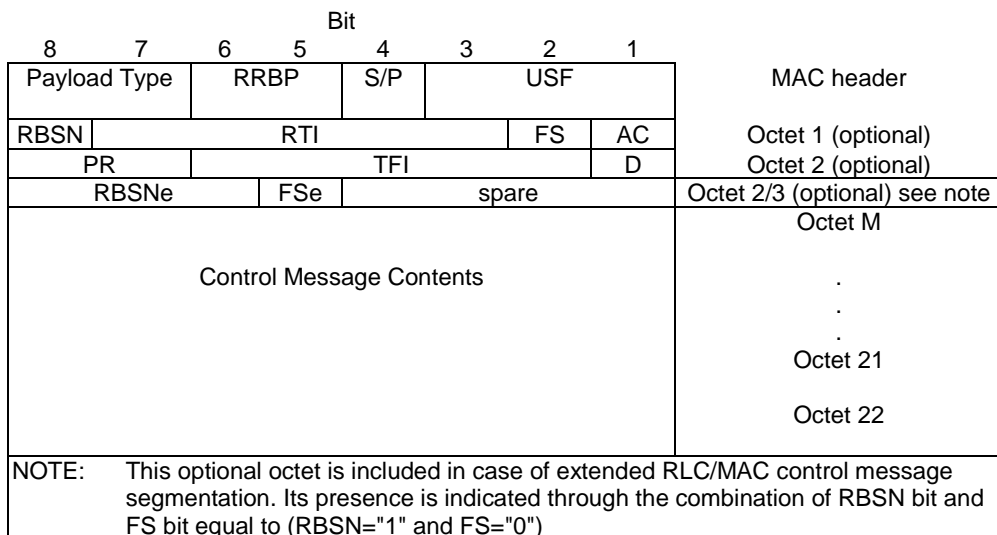 Bit
8 7 6 5 4 3 2 1
Payload Type RRBP S/P USF MAC header
RBSN RTI FS AC Octet 1 (optional)
PR TFI D Octet 2 (optional)
RBSNe FSe spare Octet 2/3 (optional) see note
Octet M
Control Message Contents .
.
.
Octet 21
Octet 22
NOTE: This optional octet is included in case of extended RLC/MAC control message
segmentation. Its presence is indicated through the combination of RBSN bit and
FS bit equal to (RBSN="1" and FS="0")